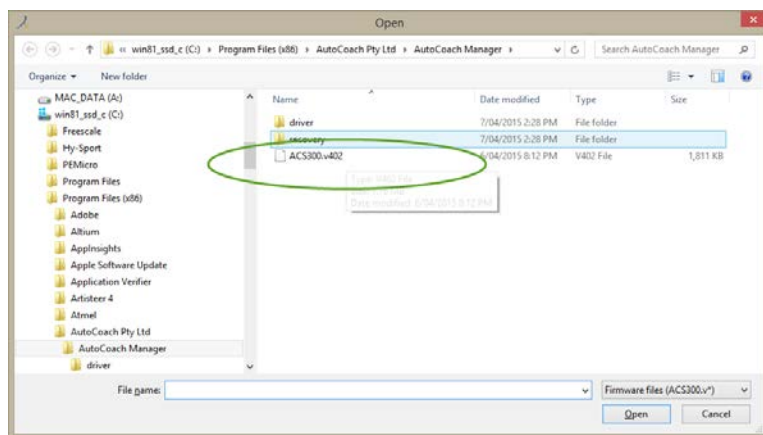 Open
« win81_ssd_c (C:) › Program Files (x86) › AutoCoach Pty Ltd › AutoCoach Manager ›
Search AutoCoach Manager
Organize
New folder
MAC_DATA (A:)
win81_ssd_c (C:)
Freescale
Hy-Sport
PEMicro
Program Files
Program Files (x86)
Adobe
Altium
AppInsights
Apple Software Update
Application Verifier
Artisteer 4
Atmel
AutoCoach Pty Ltd
AutoCoach Manager
driver
Name Date modified Type Size
driver 7/04/2015 2:28 PM File folder
recovery 7/04/2015 2:28 PM File folder
ACS300.v402 6/04/2015 8:12 PM V402 File 1,811 KB
Type: V402 File
Date modified: 6/04/2015 8:12 PM
File name:
Firmware files (ACS300.v*)
Open Cancel